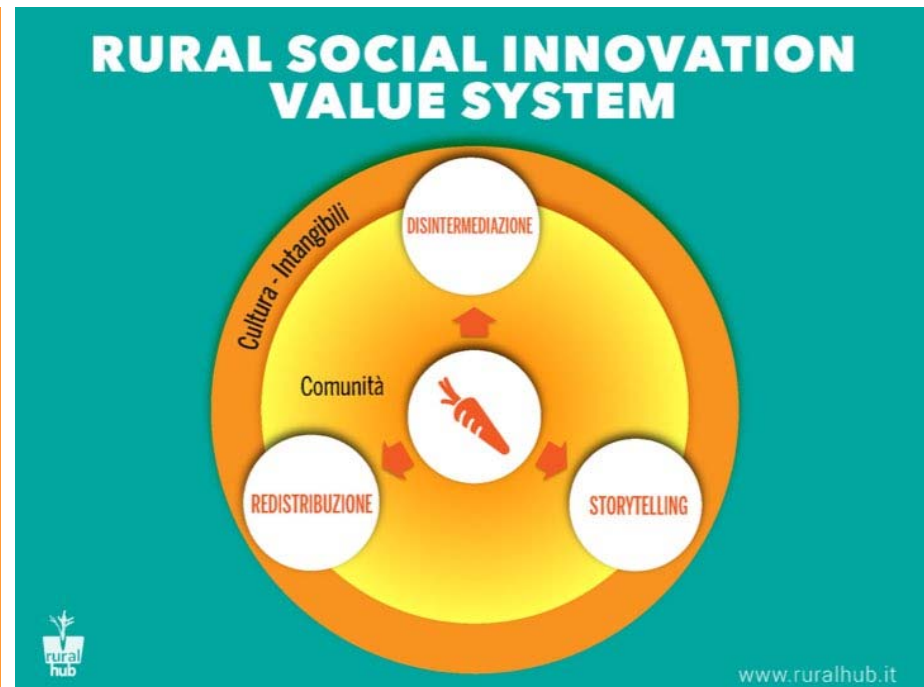 RURAL SOCIAL INNOVATION
VALUE SYSTEM
Cultura - Intangibili
DISINTERMEDIAZIONE
Comunità
REDISTRIBUZIONE
STORYTELLING
rural
hub
www.ruralhub.it